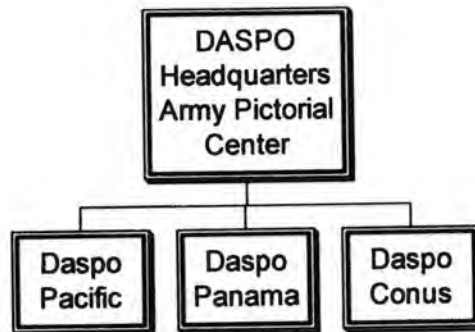 DASPO
Headquarters
Army Pictorial
Center
Daspo
Pacific
Daspo
Panama
Daspo
Conus